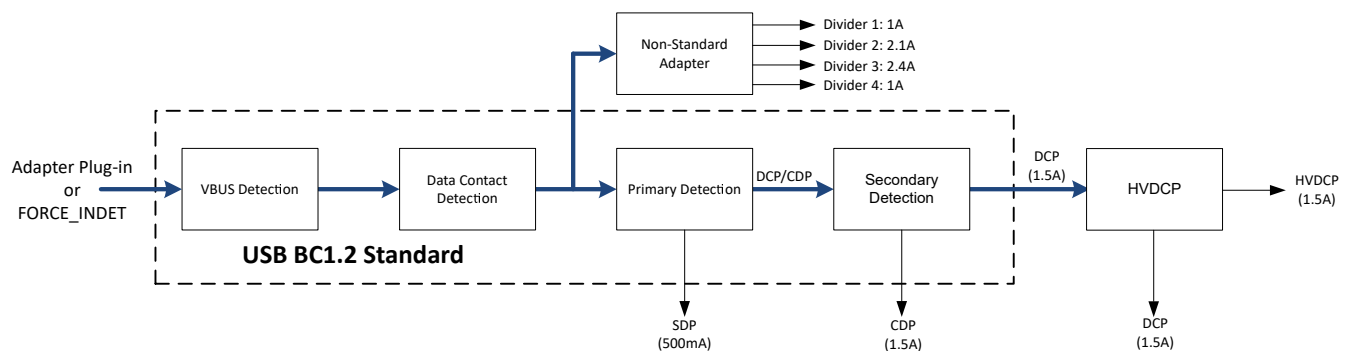 Divider 1: 1A
Non-Standard
Divider 2: 2.1A
Adapter
Divider 3: 2.4A
Divider 4: 1A
Adapter Plug-in
or
FORCE_INDET
VBUS Detection
Data Contact
Detection
Primary Detection
DCP/CDP
Secondary
Detection
DCP
(1.5A)
HVDCP
HVDCP
(1.5A)
USB BC1.2 Standard
SDP
(500mA)
CDP
(1.5A)
DCP
(1.5A)